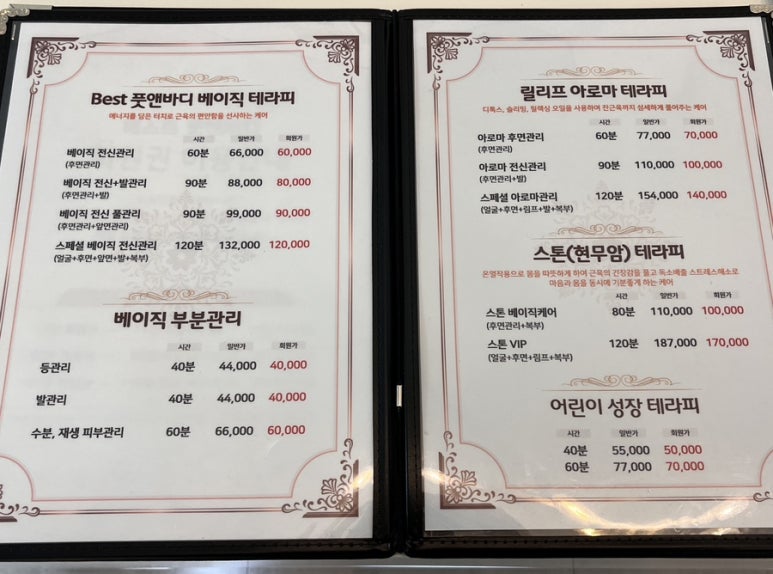 Best 풋앤바디 베이직 테라피
에너지를 담은 터치로 근육의 편안함을 선사하는 케어
시간 일반가 회원가
베이직 전신관리 60분 66,000 60,000
(후면관리)
베이직 전신+발관리 90분 88,000 80,000
(후면관리+발)
베이직 전신 풀관리 90분 99,000 90,000
(후면관리+앞면관리)
스페셜 베이직 전신관리 120분 132,000 120,000
(얼굴+후면+앞면+발+복부)
베이직 부분관리
시간 일반가 회원가
등관리 40분 44,000 40,000
발관리 40분 44,000 40,000
수분, 재생 피부관리 60분 66,000 60,000
릴리프 아로마 테라피
디톡스, 슬리밍, 릴렉싱 오일을 사용하여 잔근육까지 섬세하게 풀어주는 케어
시간 일반가 회원가
아로마 후면관리 60분 77,000 70,000
(후면관리)
아로마 전신관리 90분 110,000 100,000
(후면관리+발)
스페셜 아로마관리 120분 154,000 140,000
(얼굴+후면+림프+발+복부)
스톤(현무암) 테라피
온열작용으로 몸을 따뜻하게 하여 근육의 긴장감을 풀고 독소배출 스트레스해소로
마음과 몸을 동시에 기분좋게 하는 케어
시간 일반가 회원가
스톤 베이직케어 80분 110,000 100,000
(후면관리+복부)
스톤 VIP 120분 187,000 170,000
(얼굴+후면+림프+복부)
어린이 성장 테라피
시간 일반가 회원가
40분 55,000 50,000
60분 77,000 70,000